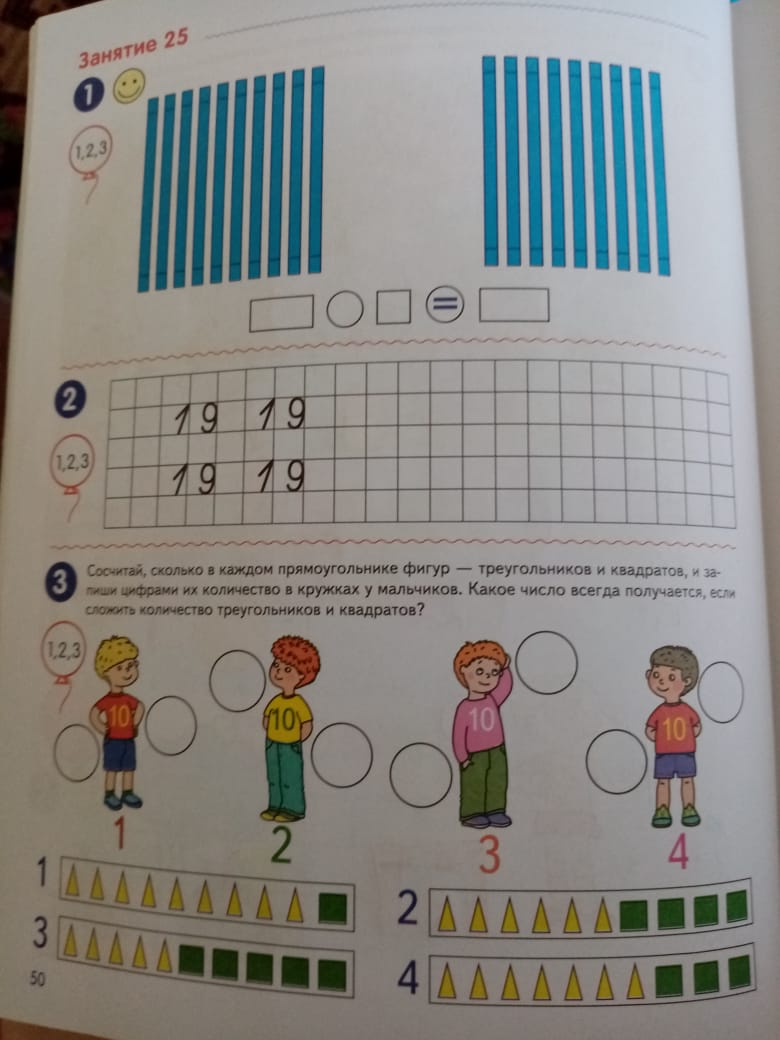 Занятие 25
1
1,2,3
=
2
1,2,3
19 19
19 19
3
Сосчитай, сколько в каждом прямоугольнике фигур — треугольников и квадратов, и за-
пиши цифрами их количество в кружках у мальчиков. Какое число всегда получается, если
сложить количество треугольников и квадратов?
1,2,3
10 10 10 10
1 2 3 4
1 2
3 4
50